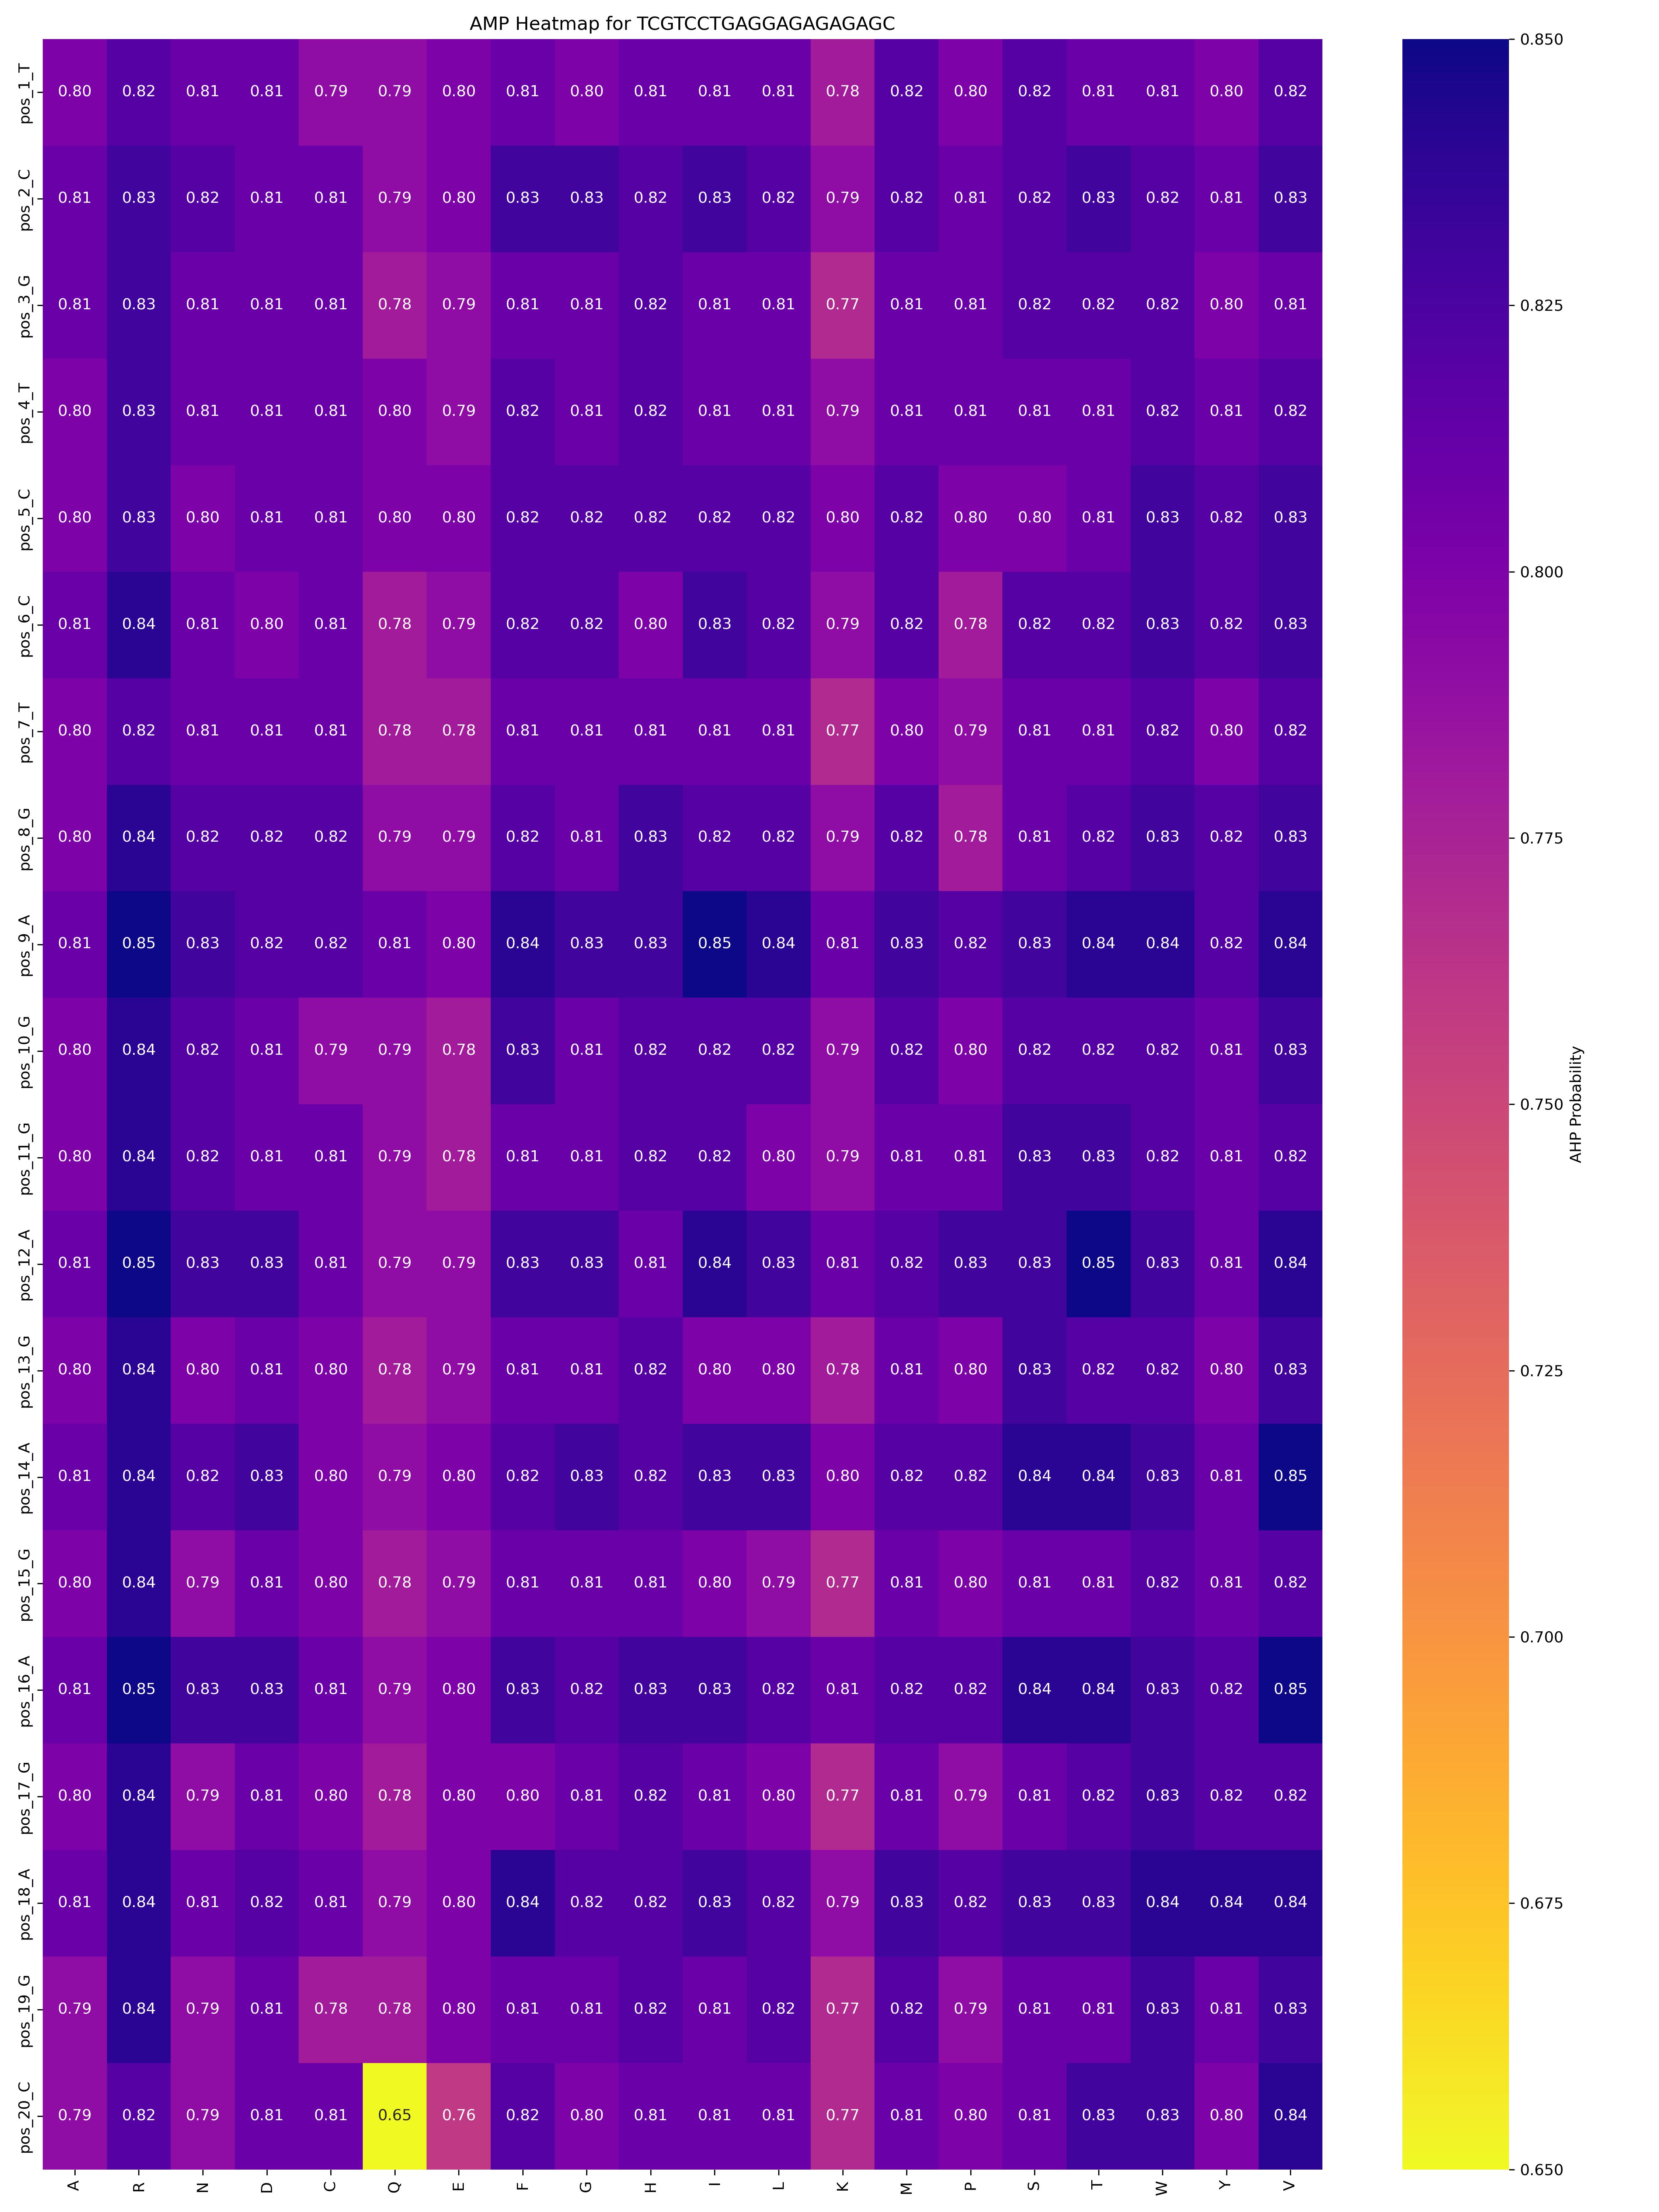 AMP Heatmap for TCGTCCTGAGGAGAGAGAGC
pos_1_T 0.80 0.82 0.81 0.81 0.79 0.79 0.80 0.81 0.80 0.81 0.81 0.81 0.78 0.82 0.80 0.82 0.81 0.81 0.80 0.82
pos_2_C 0.81 0.83 0.82 0.81 0.81 0.79 0.80 0.83 0.83 0.82 0.83 0.82 0.79 0.82 0.81 0.82 0.83 0.82 0.81 0.83
pos_3_G 0.81 0.83 0.81 0.81 0.81 0.78 0.79 0.81 0.81 0.82 0.81 0.81 0.77 0.81 0.81 0.82 0.82 0.82 0.80 0.81
pos_4_T 0.80 0.83 0.81 0.81 0.81 0.80 0.79 0.82 0.81 0.82 0.81 0.81 0.79 0.81 0.81 0.81 0.81 0.82 0.81 0.82
pos_5_C 0.80 0.83 0.80 0.81 0.81 0.80 0.80 0.82 0.82 0.82 0.82 0.82 0.80 0.82 0.80 0.80 0.81 0.83 0.82 0.83
pos_6_C 0.81 0.84 0.81 0.80 0.81 0.78 0.79 0.82 0.82 0.80 0.83 0.82 0.79 0.82 0.78 0.82 0.82 0.83 0.82 0.83
pos_7_T 0.80 0.82 0.81 0.81 0.81 0.78 0.78 0.81 0.81 0.81 0.81 0.81 0.77 0.80 0.79 0.81 0.81 0.82 0.80 0.82
pos_8_G 0.80 0.84 0.82 0.82 0.82 0.79 0.79 0.82 0.81 0.83 0.82 0.82 0.79 0.82 0.78 0.81 0.82 0.83 0.82 0.83
pos_9_A 0.81 0.85 0.83 0.82 0.82 0.81 0.80 0.84 0.83 0.83 0.85 0.84 0.81 0.83 0.82 0.83 0.84 0.84 0.82 0.84
pos_10_G 0.80 0.84 0.82 0.81 0.79 0.79 0.78 0.83 0.81 0.82 0.82 0.82 0.79 0.82 0.80 0.82 0.82 0.82 0.81 0.83
pos_11_G 0.80 0.84 0.82 0.81 0.81 0.79 0.78 0.81 0.81 0.82 0.82 0.80 0.79 0.81 0.81 0.83 0.83 0.82 0.81 0.82
pos_12_A 0.81 0.85 0.83 0.83 0.81 0.79 0.79 0.83 0.83 0.81 0.84 0.83 0.81 0.82 0.83 0.83 0.85 0.83 0.81 0.84
pos_13_G 0.80 0.84 0.80 0.81 0.80 0.78 0.79 0.81 0.81 0.82 0.80 0.80 0.78 0.81 0.80 0.83 0.82 0.82 0.80 0.83
pos_14_A 0.81 0.84 0.82 0.83 0.80 0.79 0.80 0.82 0.83 0.82 0.83 0.83 0.80 0.82 0.82 0.84 0.84 0.83 0.81 0.85
pos_15_G 0.80 0.84 0.79 0.81 0.80 0.78 0.79 0.81 0.81 0.81 0.80 0.79 0.77 0.81 0.80 0.81 0.81 0.82 0.81 0.82
pos_16_A 0.81 0.85 0.83 0.83 0.81 0.79 0.80 0.83 0.82 0.83 0.83 0.82 0.81 0.82 0.82 0.84 0.84 0.83 0.82 0.85
pos_17_G 0.80 0.84 0.79 0.81 0.80 0.78 0.80 0.80 0.81 0.82 0.81 0.80 0.77 0.81 0.79 0.81 0.82 0.83 0.82 0.82
pos_18_A 0.81 0.84 0.81 0.82 0.81 0.79 0.80 0.84 0.82 0.82 0.83 0.82 0.79 0.83 0.82 0.83 0.83 0.84 0.84 0.84
pos_19_G 0.79 0.84 0.79 0.81 0.78 0.78 0.80 0.81 0.81 0.82 0.81 0.82 0.77 0.82 0.79 0.81 0.81 0.83 0.81 0.83
pos_20_C 0.79 0.82 0.79 0.81 0.81 0.65 0.76 0.82 0.80 0.81 0.81 0.81 0.77 0.81 0.80 0.81 0.83 0.83 0.80 0.84
A R N D C Q E F G H I L K M P S T W Y V
0.850
0.825
0.800
0.775
0.750
0.725
0.700
0.675
0.650
AHP Probability